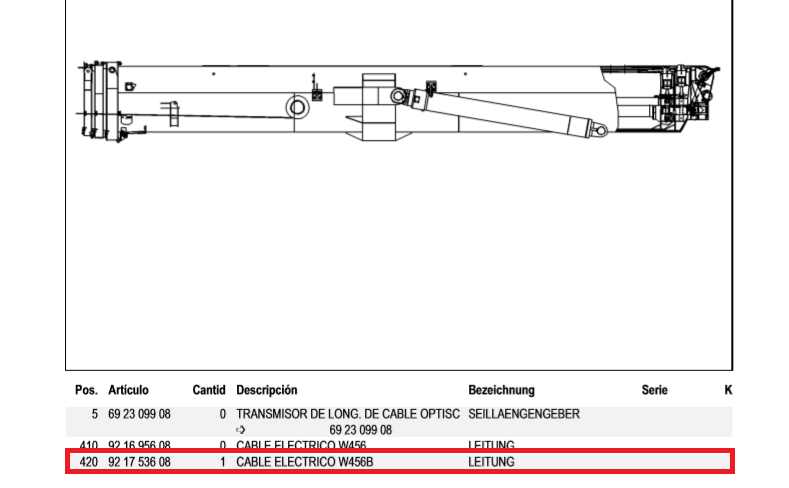 Pos. Artículo Cantid Descripción Bezeichnung Serie K
5 69 23 099 08 0 TRANSMISOR DE LONG. DE CABLE OPTISC SEILLAENGENGEBER
➩ 69 23 099 08
410 92 16 956 08 0 CABLE ELECTRICO W456 LEITUNG
420 92 17 536 08 1 CABLE ELECTRICO W456B LEITUNG